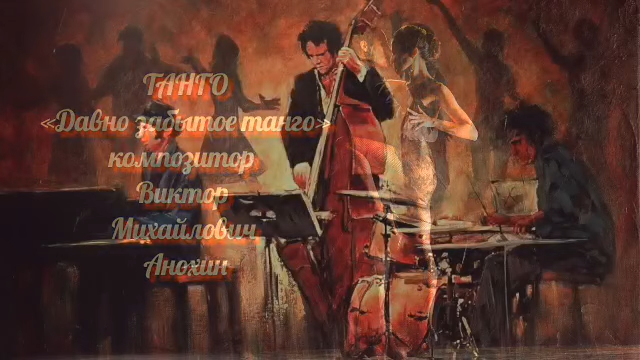 ТАНГО
«Давно забытое танго»
композитор
Виктор
Михайлович
Анохин